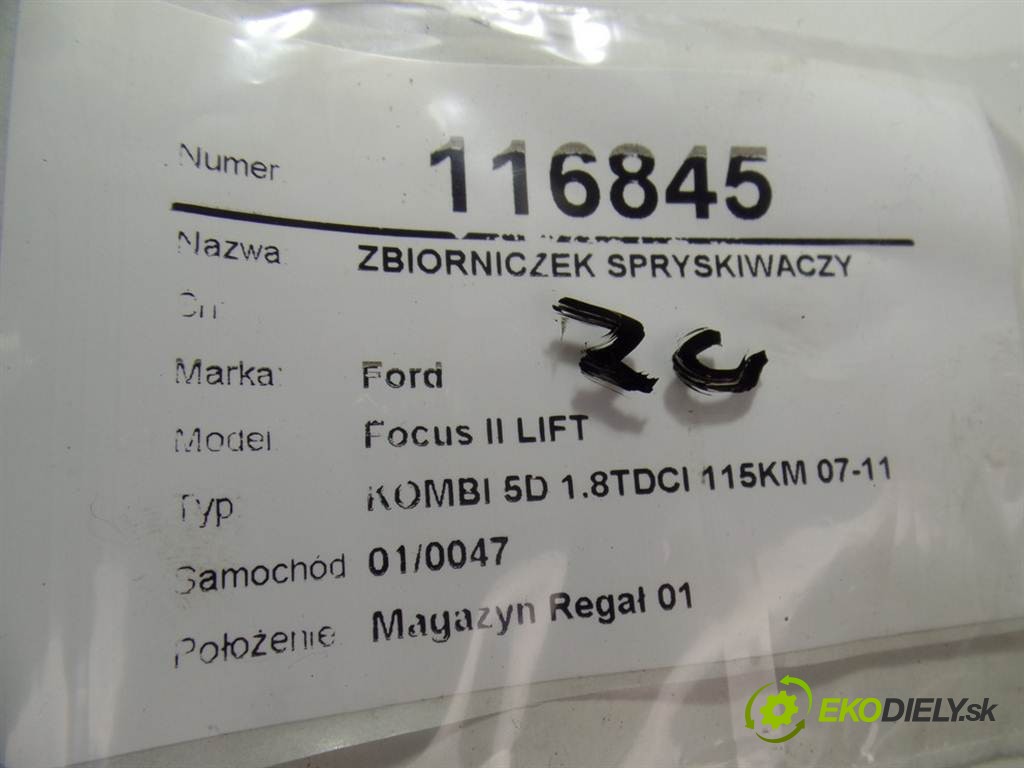 Numer 116845
Nazwa ZBIORNICZEK SPRYSKIWACZY
Marka: Ford
Model Focus II LIFT
Typ KOMBI 5D 1.8TDCI 115KM 07-11
Samochód 01/0047
Położenie Magazyn Regał 01
EKODIELY.sk